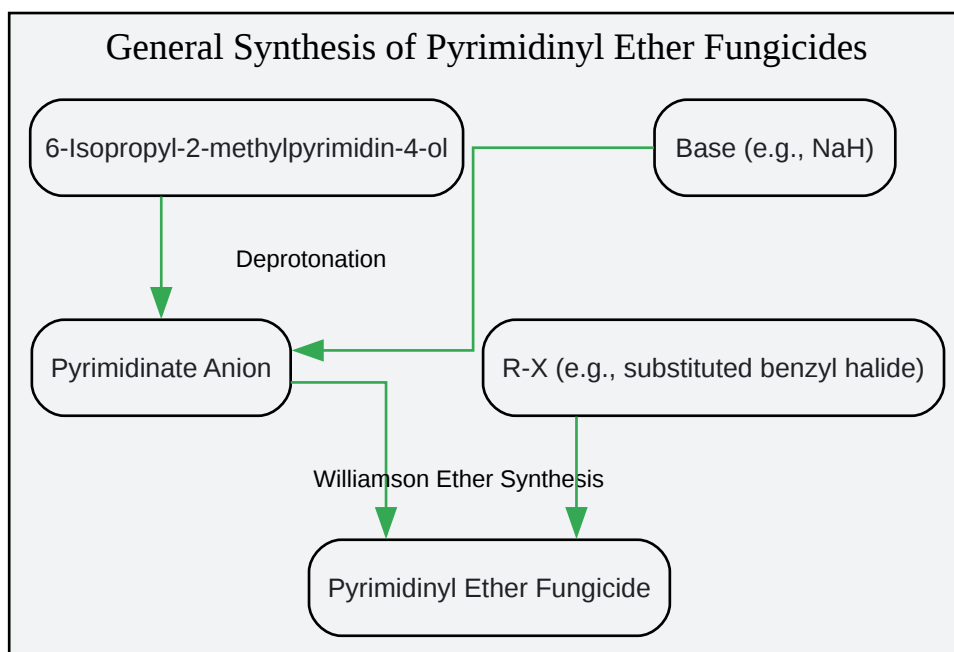 General Synthesis of Pyrimidinyl Ether Fungicides
6-Isopropyl-2-methylpyrimidin-4-ol
Base (e.g., NaH)
Deprotonation
Pyrimidinate Anion
R-X (e.g., substituted benzyl halide)
Williamson Ether Synthesis
Pyrimidinyl Ether Fungicide